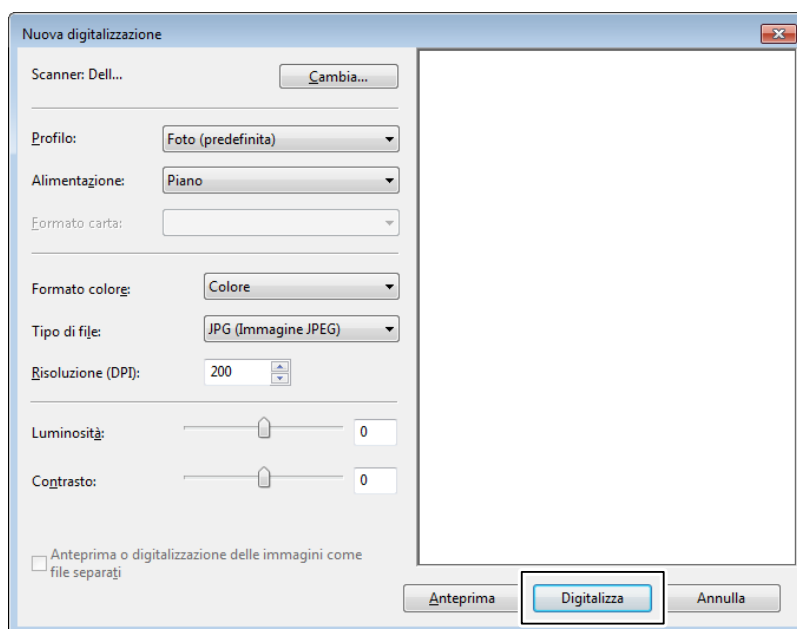 Nuova digitalizzazione
Scanner: Dell...
Cambia...
Profilo:
Foto (predefinita)
Alimentazione:
Piano
Formato carta:
Formato colore:
Colore
Tipo di file:
JPG (Immagine JPEG)
Risoluzione (DPI):
200
Luminosità:
0
Contrasto:
0
Anteprima o digitalizzazione delle immagini come
file separati
Anteprima
Digitalizza
Annulla